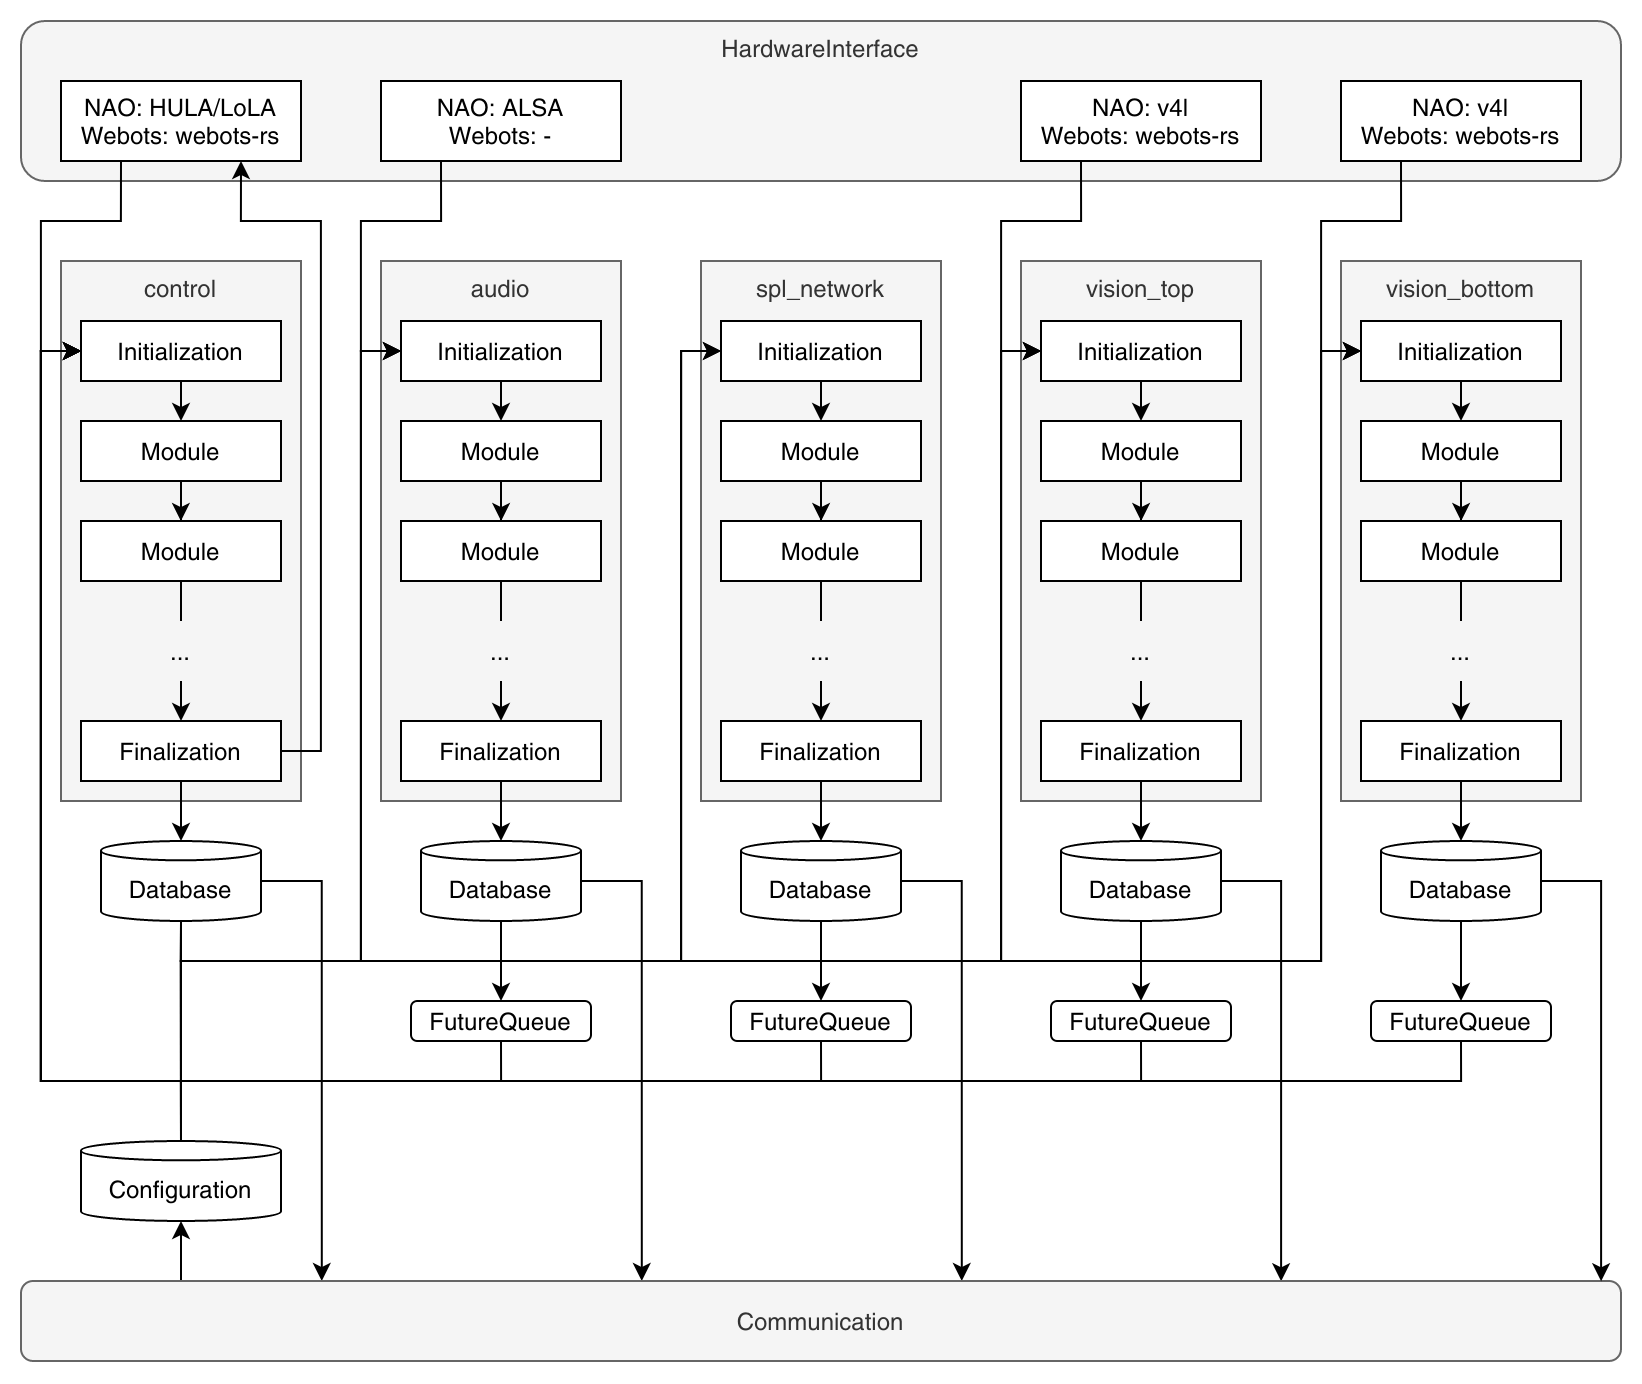 HardwareInterface
NAO: HULA/LoLA
Webots: webots-rs
NAO: ALSA
Webots: -
NAO: v4l
Webots: webots-rs
NAO: v4l
Webots: webots-rs
control
Initialization
Module
Module
...
Finalization
Database
audio
Initialization
Module
Module
...
Finalization
Database
FutureQueue
spl_network
Initialization
Module
Module
...
Finalization
Database
FutureQueue
vision_top
Initialization
Module
Module
...
Finalization
Database
FutureQueue
vision_bottom
Initialization
Module
Module
...
Finalization
Database
FutureQueue
Configuration
Communication